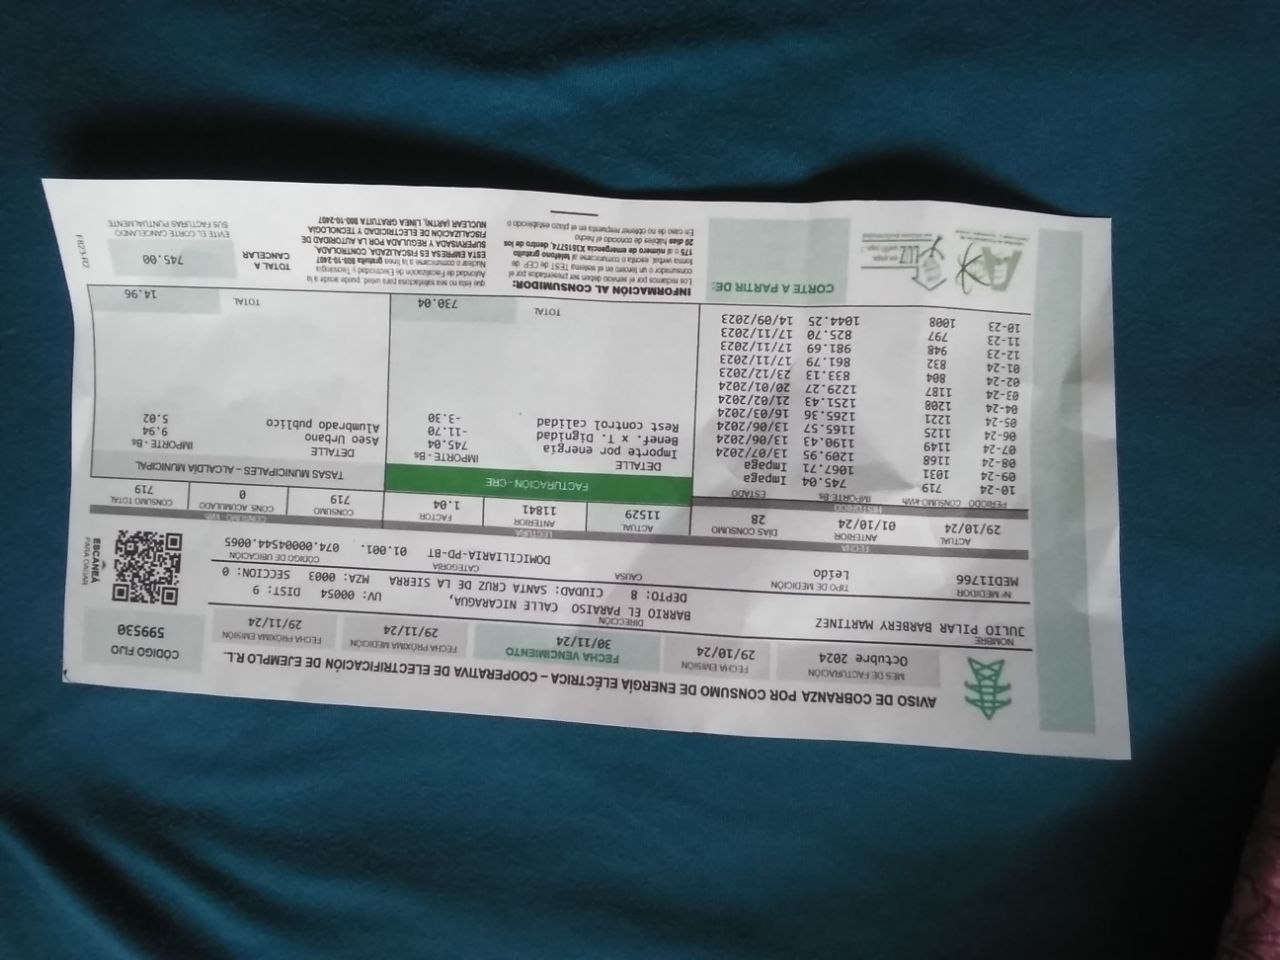 AVISO DE COBRANZA POR CONSUMO DE ENERGÍA ELÉCTRICA – COOPERATIVA DE ELECTRIFICACIÓN DE EJEMPLO R.L.
MES DE FACTURACIÓN FECHA EMISIÓN FECHA VENCIMIENTO FECHA PRÓXIMA MEDICIÓN FECHA PRÓXIMA EMISIÓN CÓDIGO FIJO
Octubre 2024 29/10/24 30/11/24 29/11/24 29/11/24 599530
NOMBRE DIRECCIÓN
JULIO PILAR BARBERY MARTINEZ BARRIO EL PARAISO CALLE NICARAGUA, UV: 00054 DIST: 9
DEPTO: 8 CIUDAD: SANTA CRUZ DE LA SIERRA MZA: 0003 SECCION: 0
Nº MEDIDOR TIPO DE MEDICIÓN CAUSA CATEGORÍA CÓDIGO DE UBICACIÓN
MED11766 Leído DOMICILIARIA-PD-BT 01.001. 074.00004544.0065
ESCANEÁ
PARA PAGAR
FECHA LECTURA CONSUMO kWh
ACTUAL ANTERIOR DIAS CONSUMO ACTUAL ANTERIOR FACTOR CONSUMO CONS ACUMULADO CONSUMO TOTAL
29/10/24 01/10/24 28 11529 11841 1.04 719 0 719
HISTÓRICO
PERIODO CONSUMO kWh IMPORTE-Bs ESTADO
10-24 719 745.04 Impaga
09-24 1031 1067.71 Impaga
08-24 1168 1209.95 13/07/2024
07-24 1149 1190.43 13/06/2024
06-24 1125 1165.57 13/06/2024
05-24 1221 1265.36 16/03/2024
04-24 1208 1251.43 21/02/2024
03-24 1187 1229.27 20/01/2024
02-24 804 833.13 23/12/2023
01-24 832 861.79 17/11/2023
12-23 948 981.69 17/11/2023
11-23 797 825.70 17/11/2023
10-23 1008 1044.25 14/09/2023
FACTURACIÓN - CRE
DETALLE IMPORTE - Bs
Importe por energía 745.04
Benef. x T. Dignidad -11.70
Rest control calidad -3.30
TOTAL 730.04
TASAS MUNICIPALES - ALCALDÍA MUNICIPAL
DETALLE IMPORTE - Bs
Aseo Urbano 9.94
Alumbrado publico 5.02
TOTAL 14.96
LUZ
CORTE A PARTIR DE:
INFORMACIÓN AL CONSUMIDOR:
Los reclamos por el servicio deben ser presentados por el
consumidor o un tercero en el sistema TEST de CEP de
forma verbal, escrita o comunicarse al teléfono gratuito
175 o al número de emergencia X3515774, dentro de los
20 días hábiles de conocido el hecho
En caso de no obtener respuesta en el plazo establecido o
que ésta no sea satisfactoria para usted, puede acudir a la
Autoridad de Fiscalización de Electricidad y Tecnología
Nuclear o comunicarse a la línea gratuita 800-10-2407
ESTA EMPRESA ES FISCALIZADA, CONTROLADA,
SUPERVISADA Y REGULADA POR LA AUTORIDAD DE
FISCALIZACIÓN DE ELECTRICIDAD Y TECNOLOGÍA
NUCLEAR (AETN), LINEA GRATUITA 800-10-2407
TOTAL A CANCELAR
745.00
EVITE EL CORTE CANCELANDO
SUS FACTURAS PUNTUALMENTE